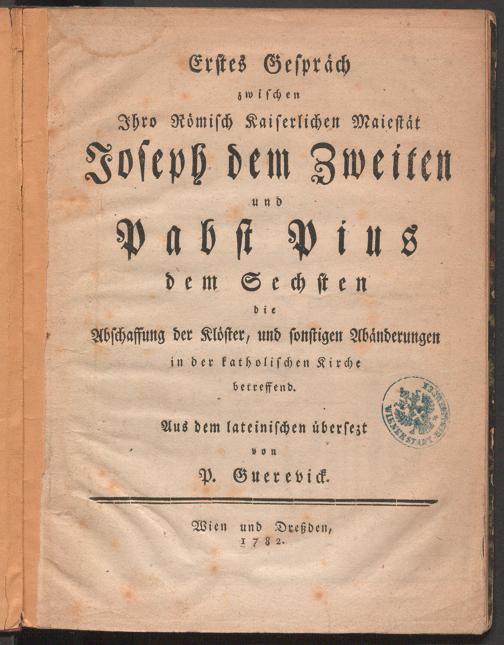 Erstes Gespräch
zwischen
Ihro Römisch Kaiserlichen Maiestät
Joseph dem Zweiten
und
Pabst Pius
dem Sechsten
die
Abschaffung der Klöster, und sonstigen Abänderungen
in der katholischen Kirche
betreffend.
Aus dem lateinischen übersezt
von
P. Guerevick.
Wien und Dreßden,
1782.